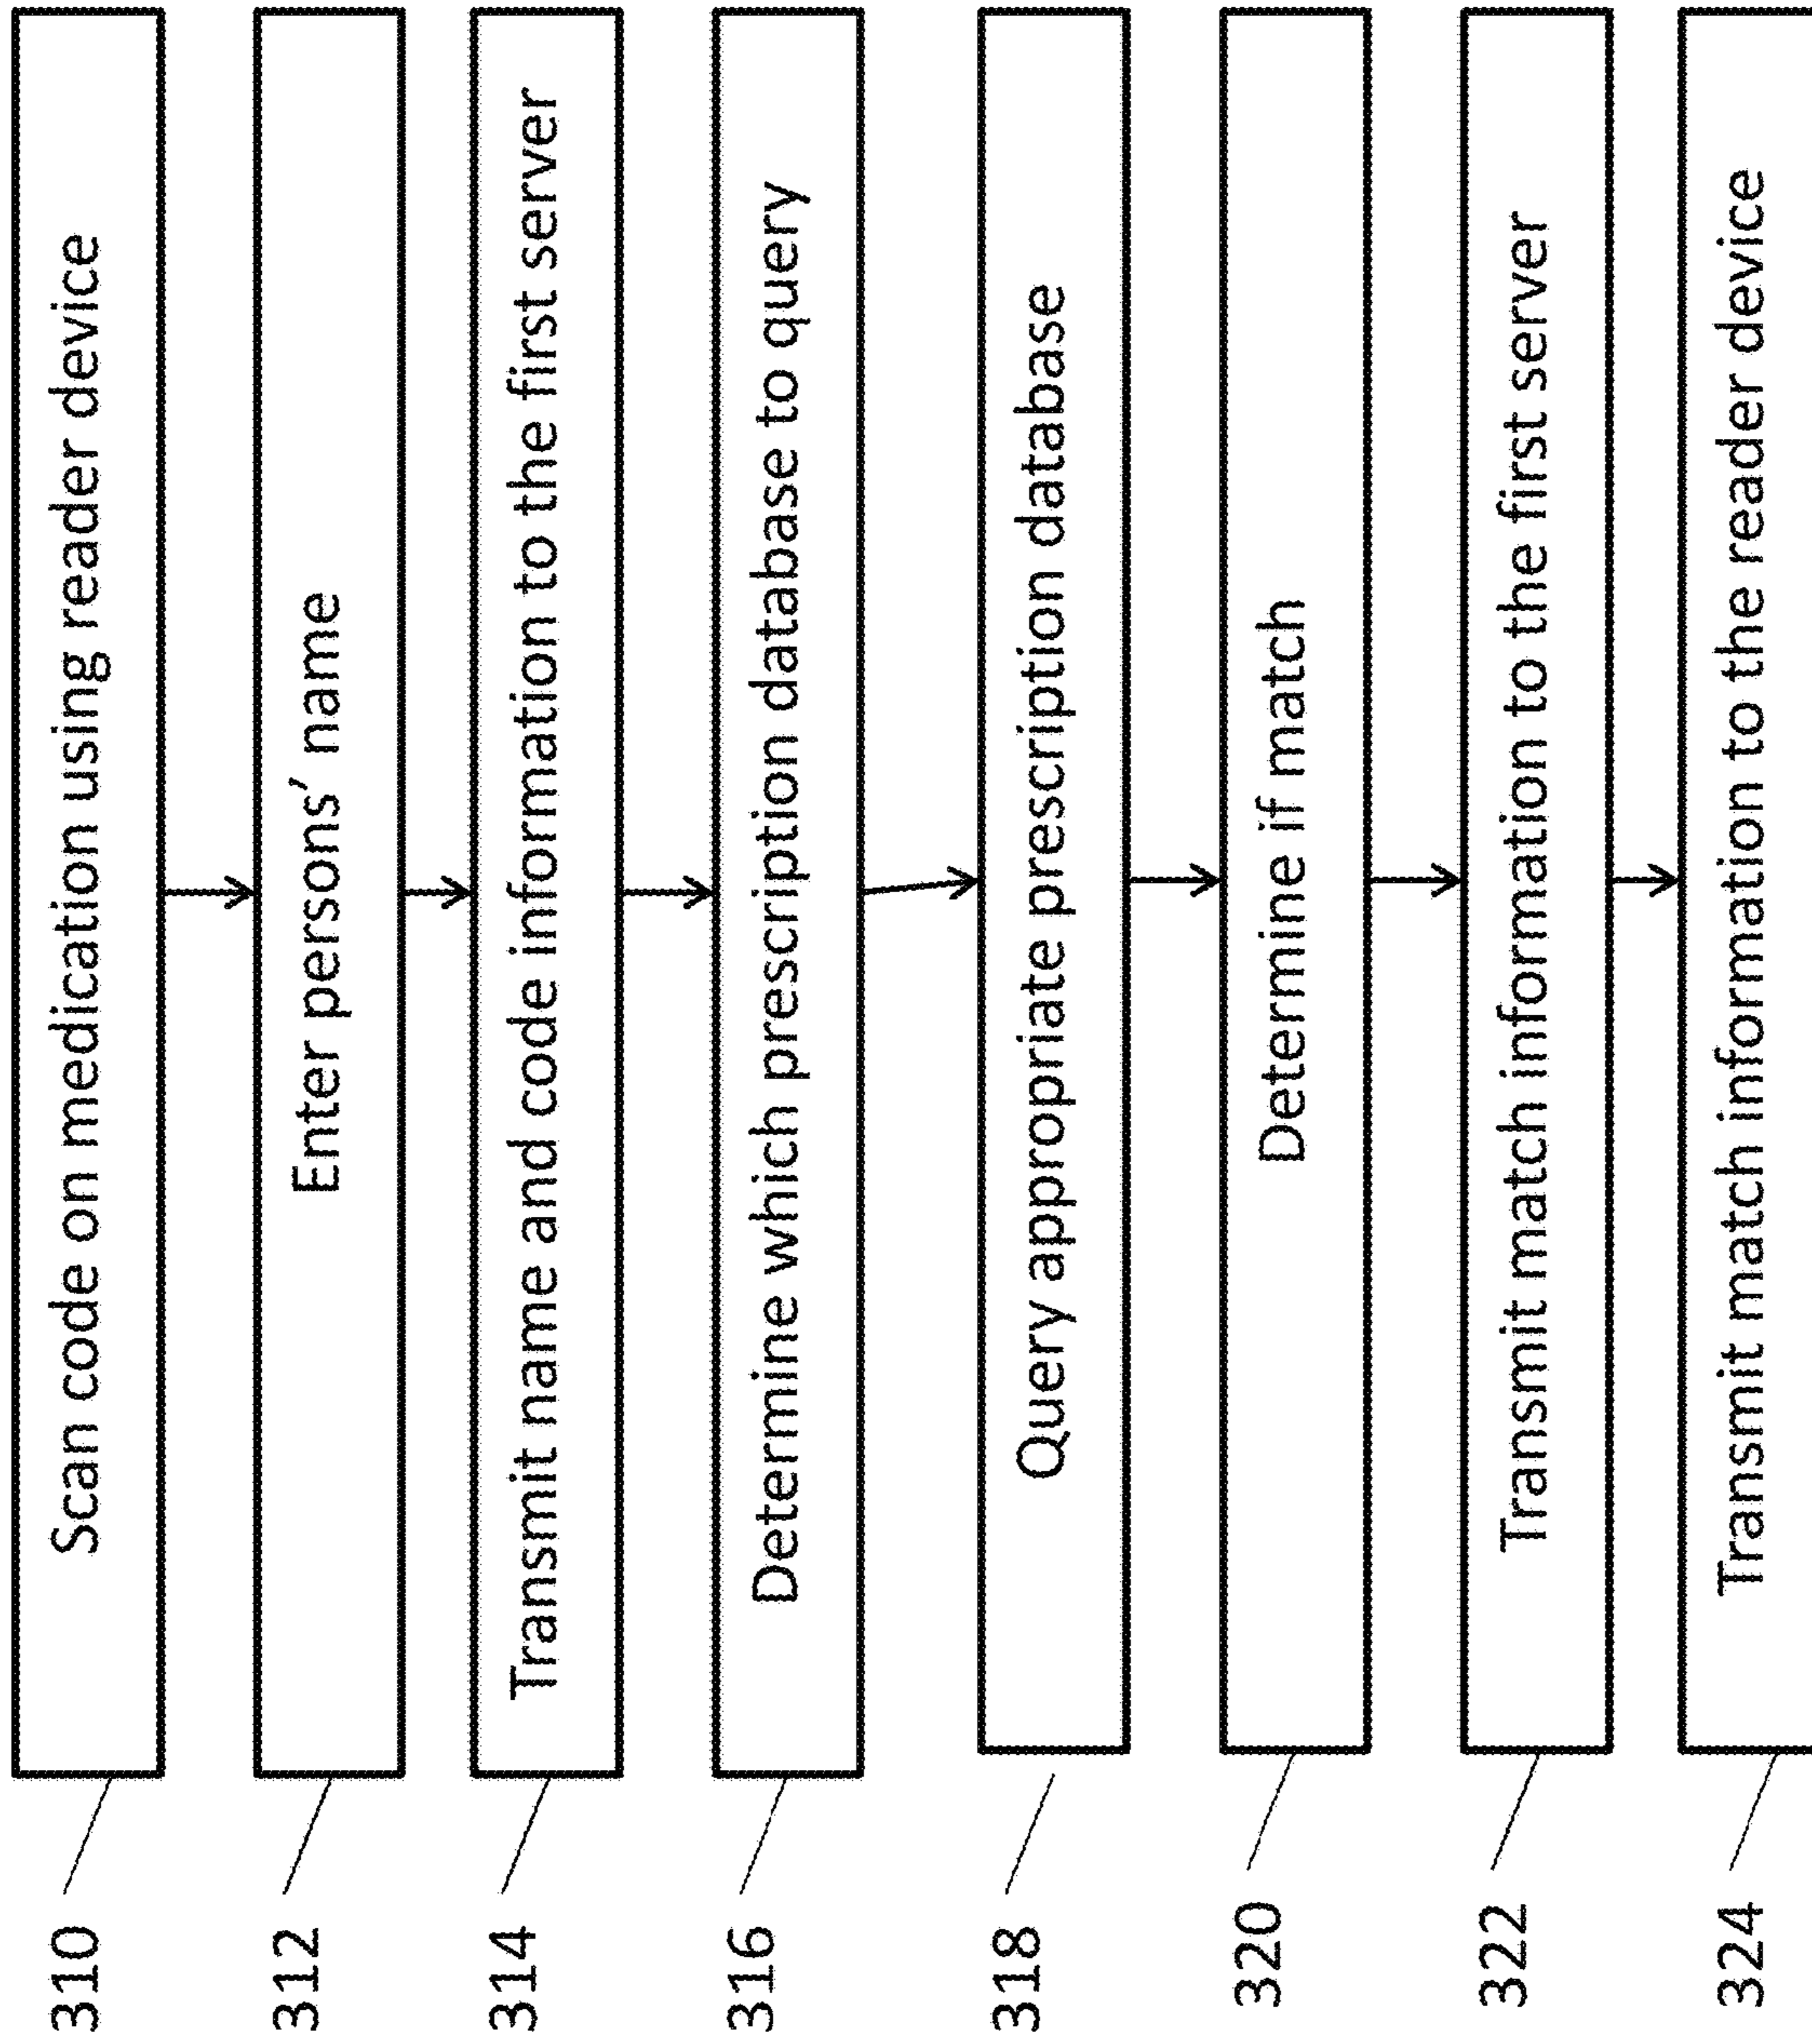 310
Scan code on medication using reader device
312
Enter persons’ name
314
Transmit name and code information to the first server
316
Determine which prescription database to query
318
Query appropriate prescription database
320
Determine if match
322
Transmit match information to the first server
324
Transmit match information to the reader device